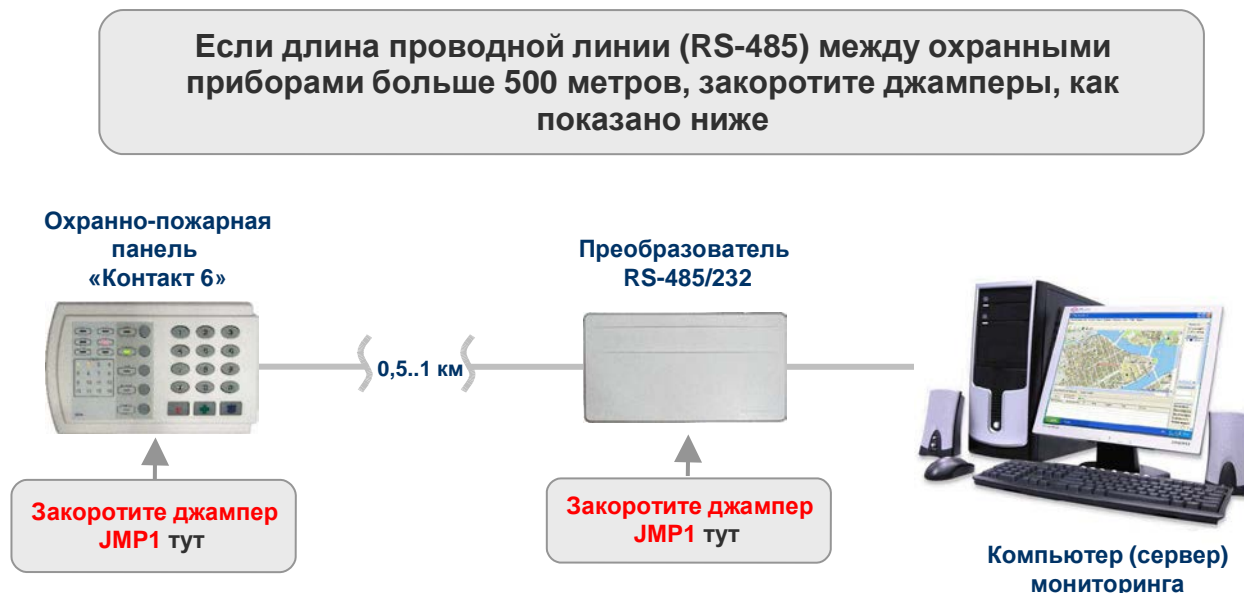 Если длина проводной линии (RS-485) между охранными
приборами больше 500 метров, закоротите джамперы, как
показано ниже
Охранно-пожарная
панель
«Контакт 6»
Преобразователь
RS-485/232
0,5..1 км
Закоротите джампер
JMP1 тут
Закоротите джампер
JMP1 тут
Компьютер (сервер)
мониторинга